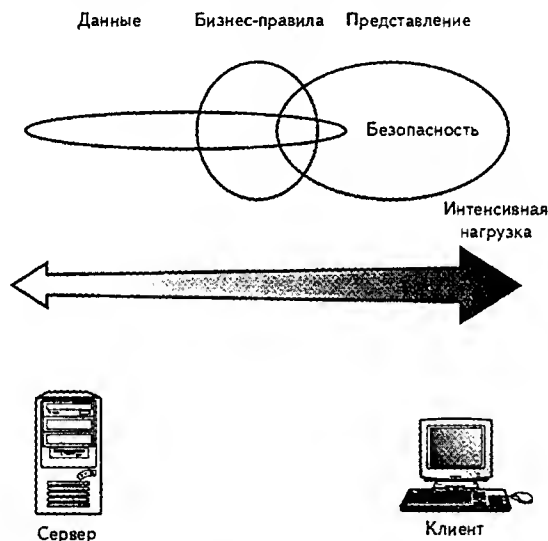 Данные Бизнес-правила Представление
Безопасность
Интенсивная
нагрузка
Сервер
Клиент